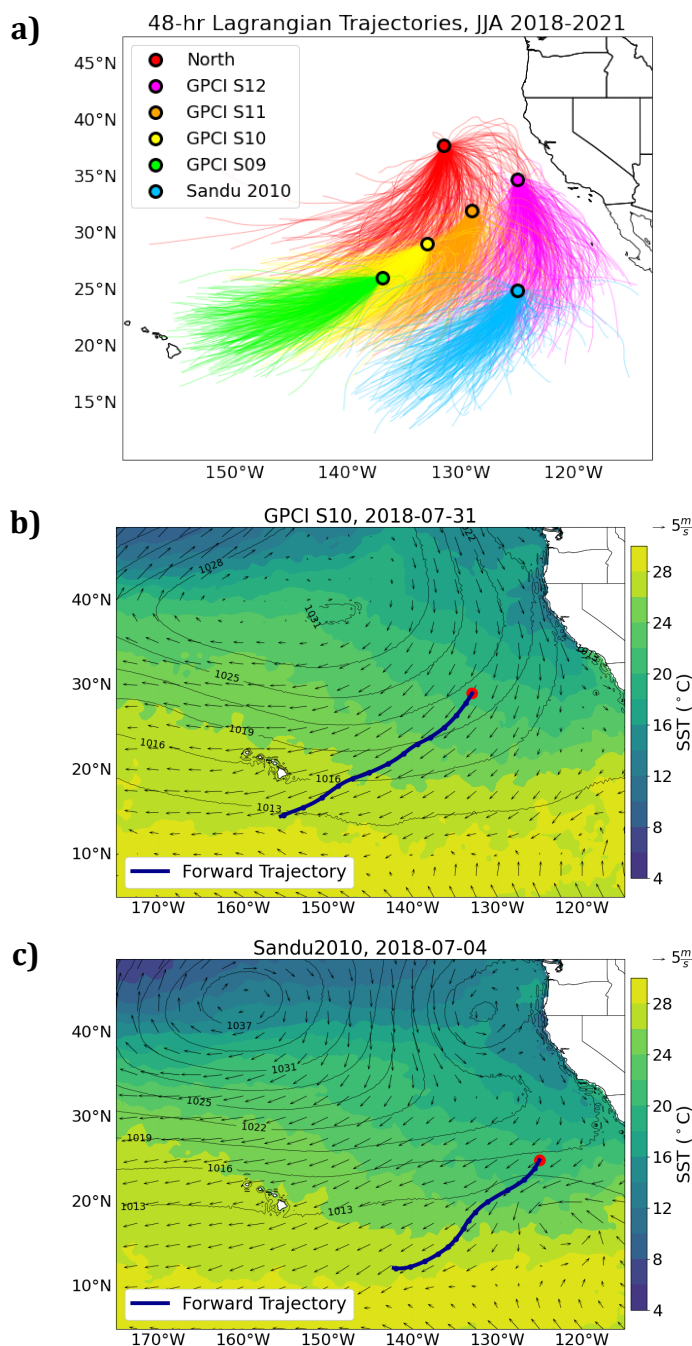 a)
48-hr Lagrangian Trajectories, JJA 2018-2021
45°N
40°N
35°N
30°N
25°N
20°N
15°N
North
GPCI S12
GPCI S11
GPCI S10
GPCI S09
Sandu 2010
150°W 140°W 130°W 120°W
b)
GPCI S10, 2018-07-31
5 m/s
40°N
30°N
20°N
10°N
1028
1022
1031
1013
1025
1019
1016
1016
1013
Forward Trajectory
170°W 160°W 150°W 140°W 130°W 120°W
28
24
20
16
12
8
4
SST (°C)
c)
Sandu2010, 2018-07-04
5 m/s
40°N
30°N
20°N
10°N
1037
1031
1025
1022
1019
1016
1013
1013
Forward Trajectory
170°W 160°W 150°W 140°W 130°W 120°W
28
24
20
16
12
8
4
SST (°C)